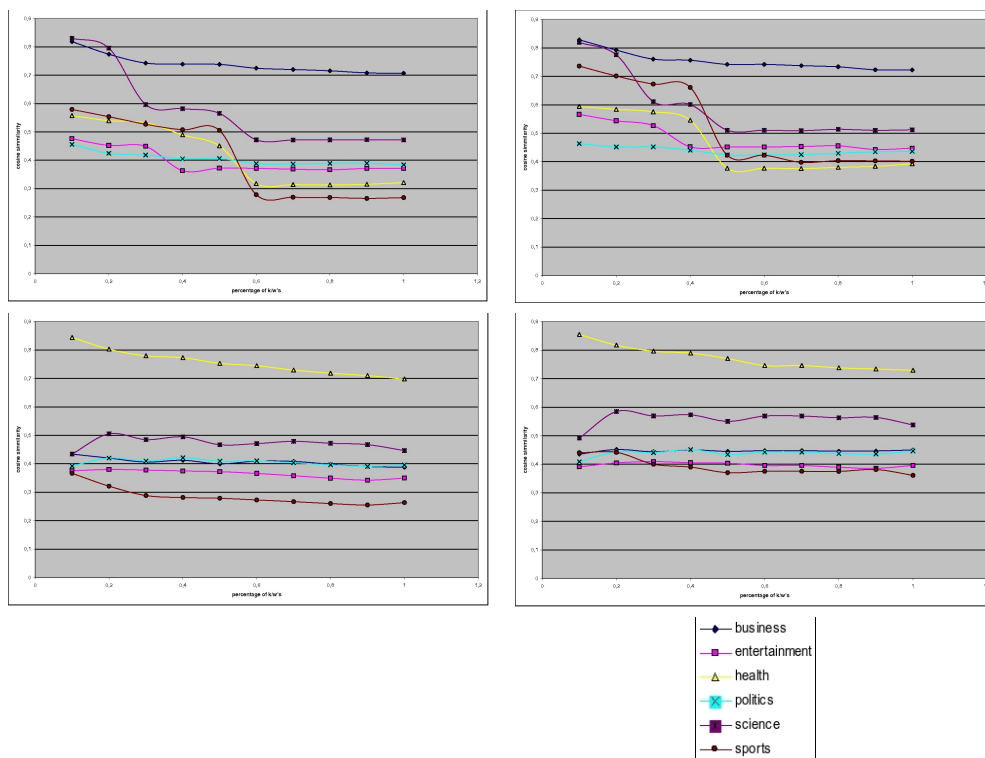 0,9
0,8
0,7
0,6
0,5
0,4
0,3
0,2
0,1
0
cosine simmilarity
0 0,2 0,4 0,6 0,8 1 1,2
percentage of k/w's
0,9
0,8
0,7
0,6
0,5
0,4
0,3
0,2
0,1
0
cosine simmilarity
0 0,2 0,4 0,6 0,8 1
percentage of k/w's
0,9
0,8
0,7
0,6
0,5
0,4
0,3
0,2
0,1
0
cosine simmilarity
0 0,2 0,4 0,6 0,8 1 1,2
percentage of k/w's
0,9
0,8
0,7
0,6
0,5
0,4
0,3
0,2
0,1
0
cosine simmilarity
0 0,2 0,4 0,6 0,8 1
percentage of k/w's
business
entertainment
health
politics
science
sports